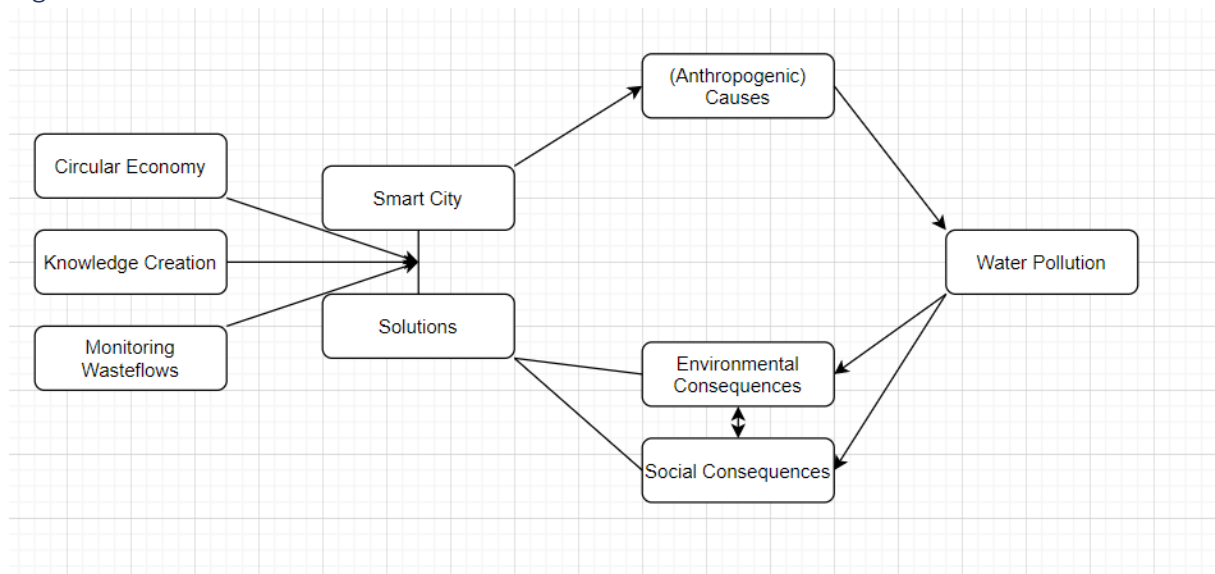 (Anthropogenic)
Causes
Circular Economy
Smart City
Knowledge Creation
Water Pollution
Solutions
Monitoring
Wasteflows
Environmental
Consequences
Social Consequences